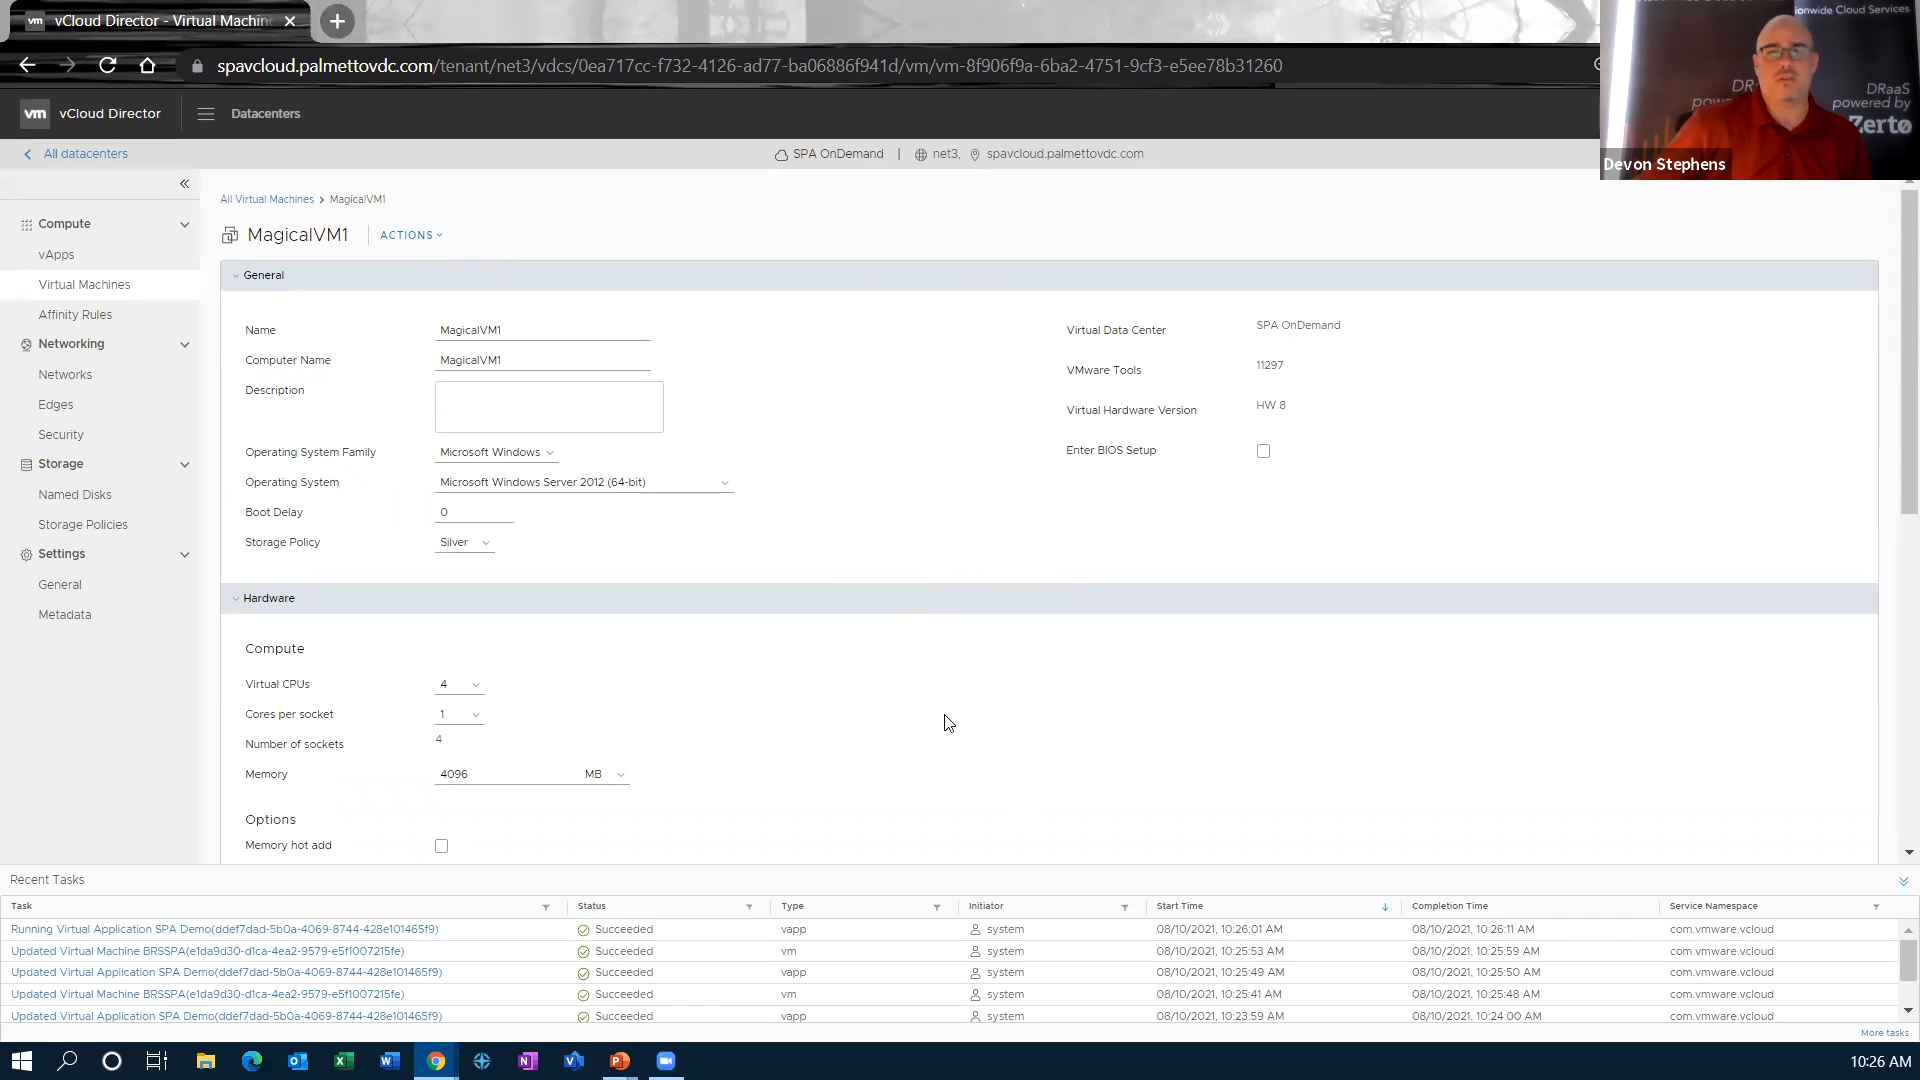 vm vCloud Director - Virtual Machin
spavcloud.palmettovdc.com/tenant/net3/vdcs/0ea717cc-f732-4126-ad77-ba06886f941d/vm/vm-8f906f9a-6ba2-4751-9cf3-e5ee78b31260
ionwide Cloud Services
DR
DRaaS
powe
powered by
Zerto
Devon Stephens
vm vCloud Director Datacenters
All datacenters
SPA OnDemand | net3, spavcloud.palmettovdc.com
Compute
vApps
Virtual Machines
Affinity Rules
Networking
Networks
Edges
Security
Storage
Named Disks
Storage Policies
Settings
General
Metadata
All Virtual Machines > MagicalVM1
MagicalVM1 ACTIONS
General
Name MagicalVM1
Computer Name MagicalVM1
Description
Operating System Family Microsoft Windows
Operating System Microsoft Windows Server 2012 (64-bit)
Boot Delay 0
Storage Policy Silver
Virtual Data Center SPA OnDemand
VMware Tools 11297
Virtual Hardware Version HW 8
Enter BIOS Setup
Hardware
Compute
Virtual CPUs 4
Cores per socket 1
Number of sockets 4
Memory 4096 MB
Options
Memory hot add
Recent Tasks
Task Status Type Initiator Start Time Completion Time Service Namespace
Running Virtual Application SPA Demo(ddef7dad-5b0a-4069-8744-428e101465f9) Succeeded vapp system 08/10/2021, 10:26:01 AM 08/10/2021, 10:26:11 AM com.vmware.vcloud
Updated Virtual Machine BRSSPA(e1da9d30-d1ca-4ea2-9579-e5f1007215fe) Succeeded vm system 08/10/2021, 10:25:53 AM 08/10/2021, 10:25:59 AM com.vmware.vcloud
Updated Virtual Application SPA Demo(ddef7dad-5b0a-4069-8744-428e101465f9) Succeeded vapp system 08/10/2021, 10:25:49 AM 08/10/2021, 10:25:50 AM com.vmware.vcloud
Updated Virtual Machine BRSSPA(e1da9d30-d1ca-4ea2-9579-e5f1007215fe) Succeeded vm system 08/10/2021, 10:25:41 AM 08/10/2021, 10:25:48 AM com.vmware.vcloud
Updated Virtual Application SPA Demo(ddef7dad-5b0a-4069-8744-428e101465f9) Succeeded vapp system 08/10/2021, 10:23:59 AM 08/10/2021, 10:24:00 AM com.vmware.vcloud
More tasks
10:26 AM